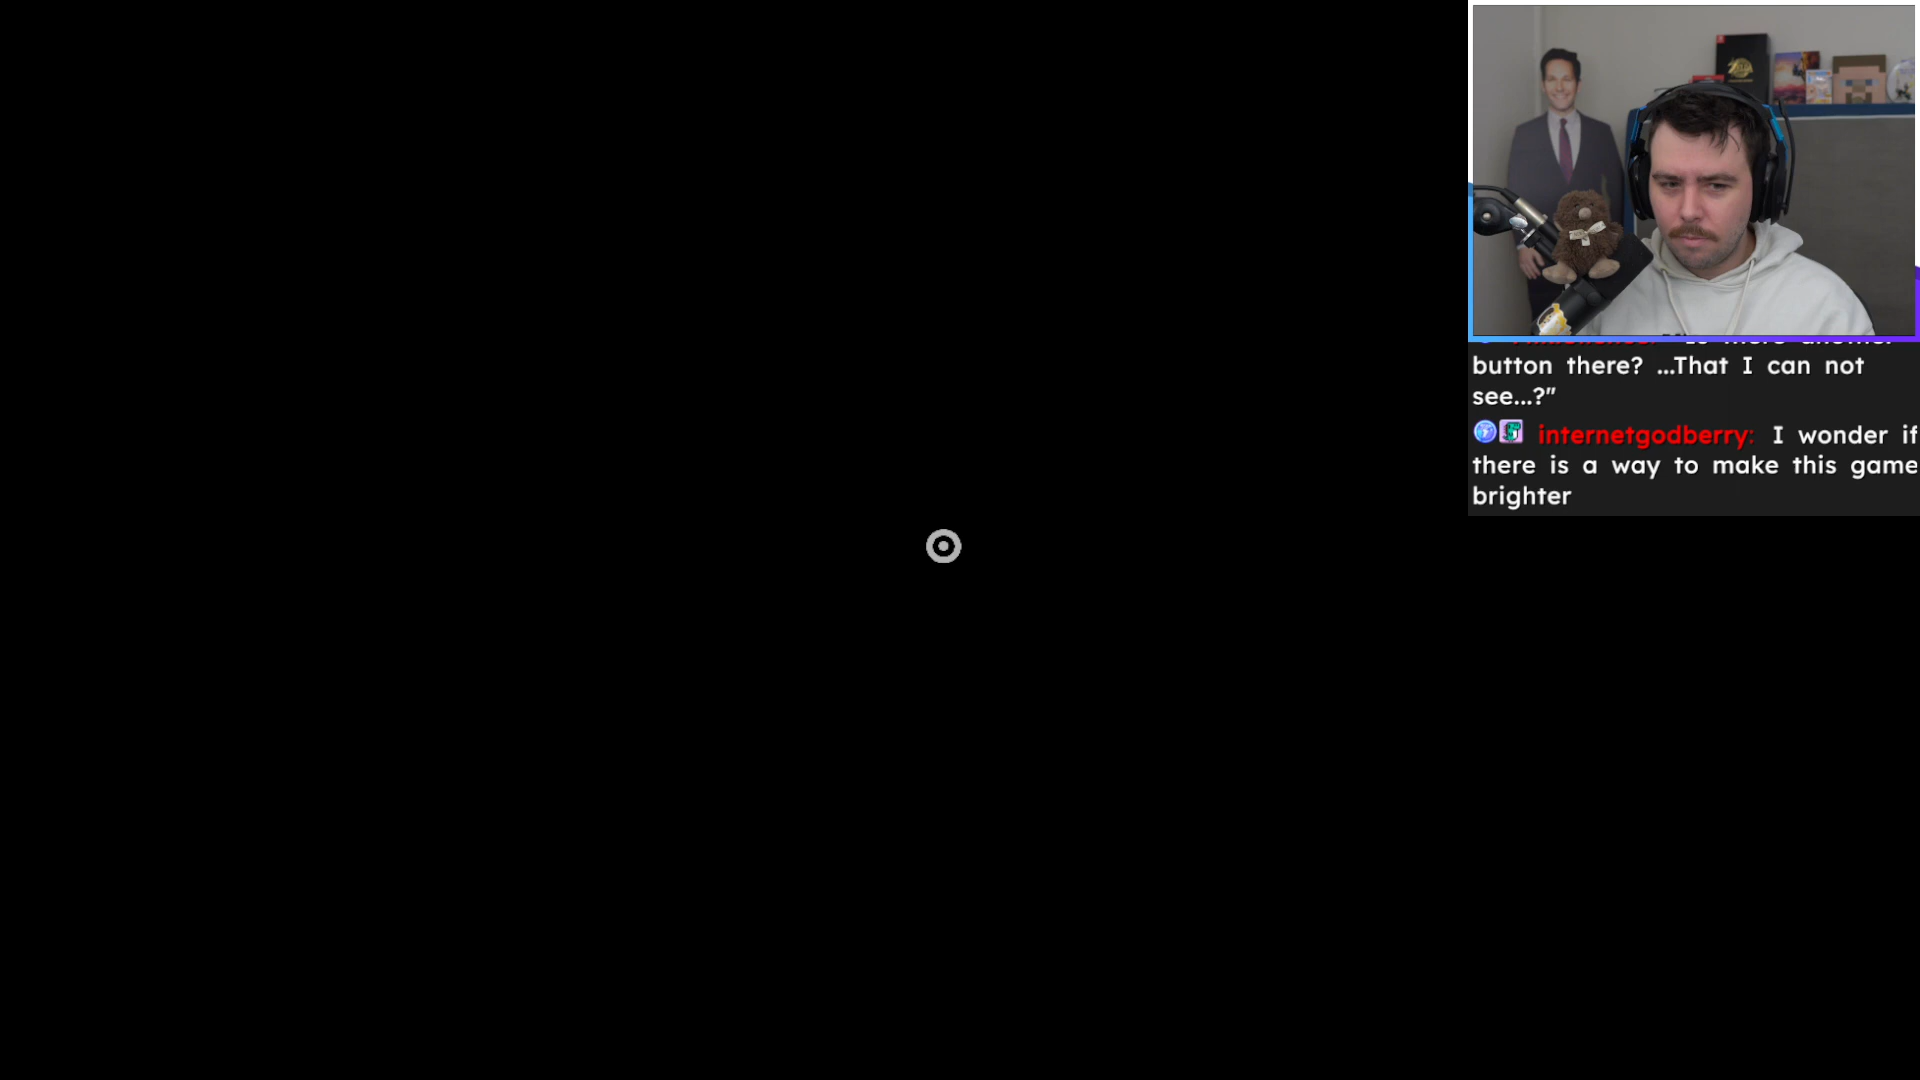 button there? ...That I can not
see...?"
internetgodberry: I wonder if
there is a way to make this game
brighter